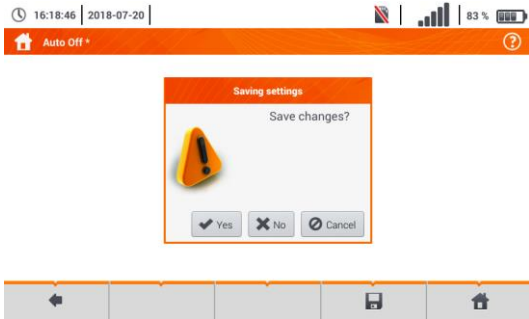 16:18:46 2018-07-20 83 %
Auto Off * ?
Saving settings
Save changes?
Yes No Cancel